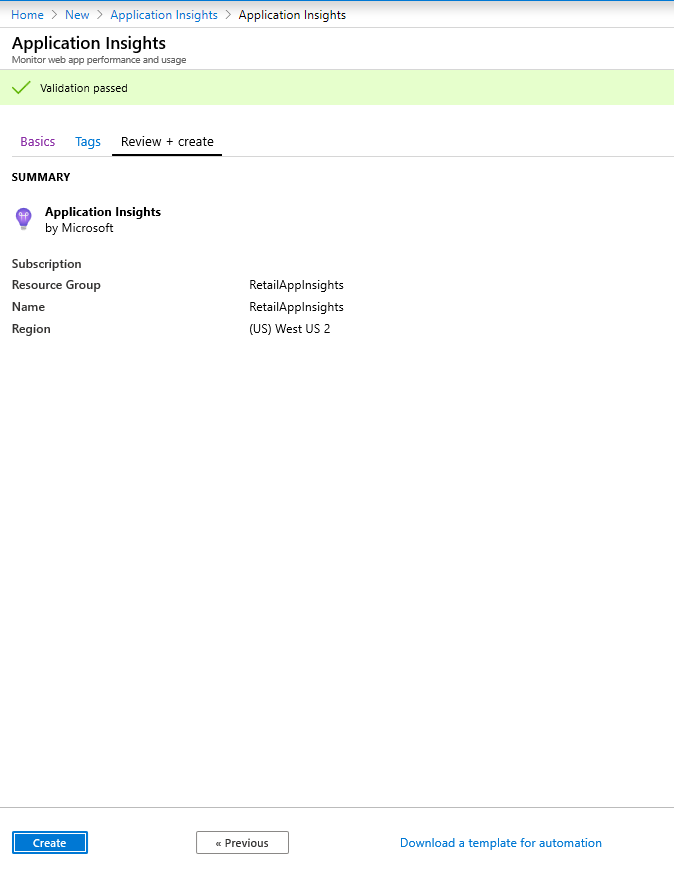 Home > New > Application Insights > Application Insights
Application Insights
Monitor web app performance and usage
Validation passed
Basics Tags Review + create
SUMMARY
Application Insights
by Microsoft
Subscription
Resource Group RetailAppInsights
Name RetailAppInsights
Region (US) West US 2
Create « Previous Download a template for automation